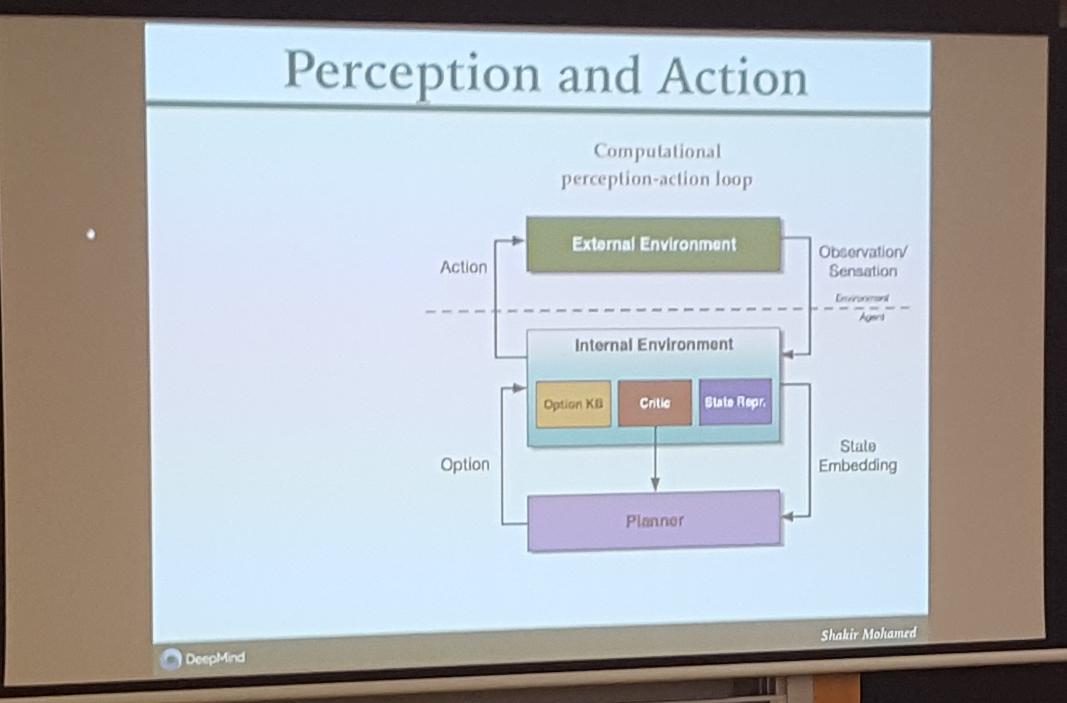 Perception and Action
Computational
perception-action loop
External Environment
Action
Observation/
Sensation
Environment
Agent
Internal Environment
Option KB
Critic
State Repr.
Option
State
Embedding
Planner
Shakir Mohamed
DeepMind